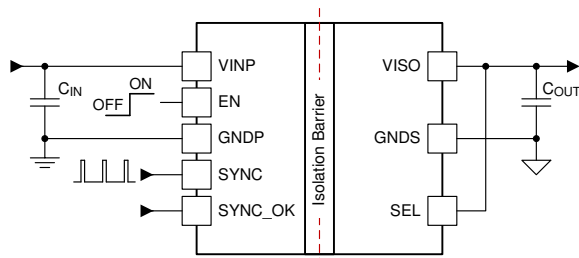 VINP
VISO
CIN
ON
OFF
EN
COUT
GNDP
GNDS
Isolation Barrier
SYNC
SYNC_OK
SEL